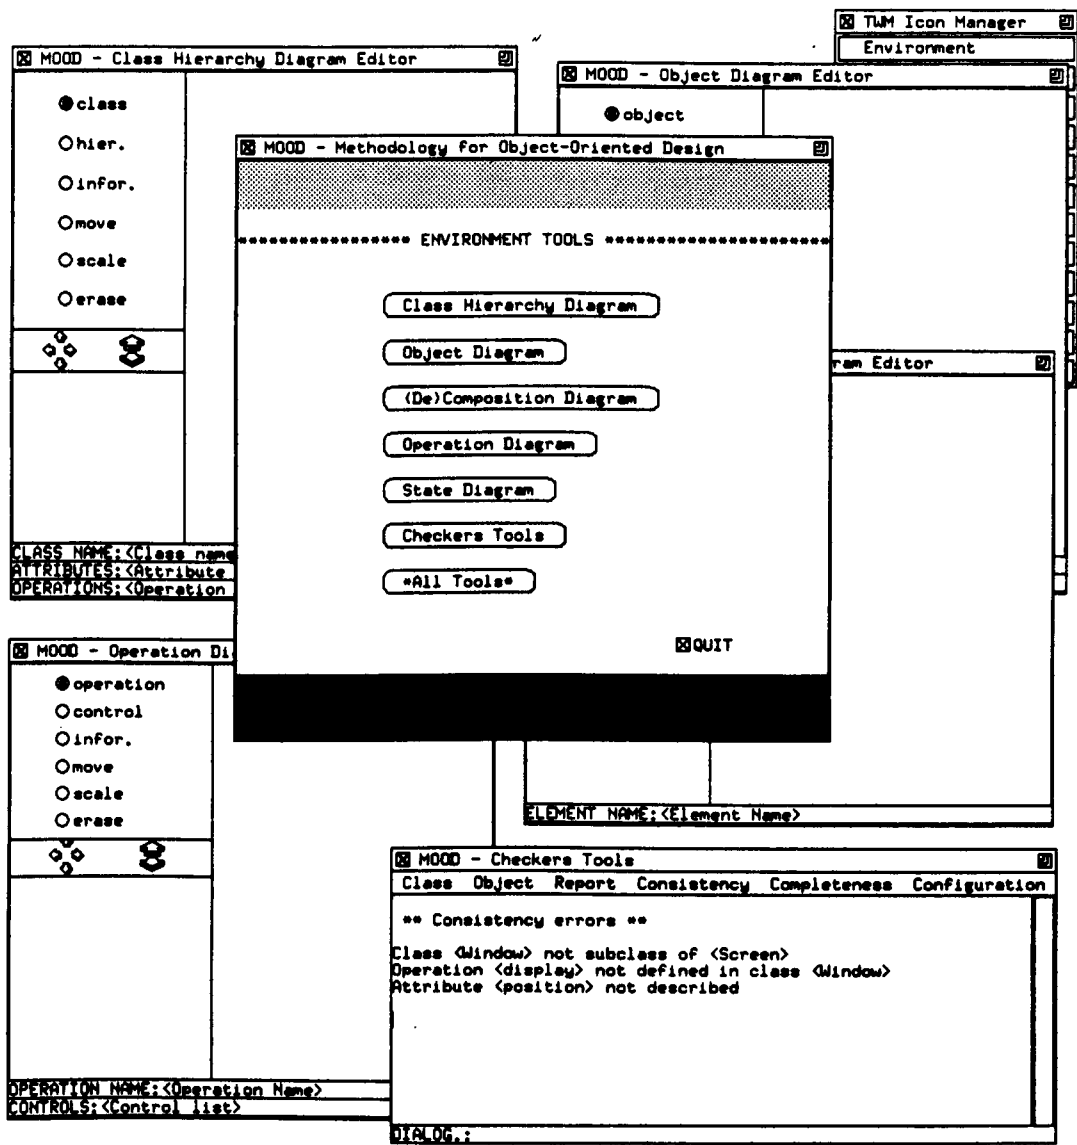 TWM Icon Manager
Environment
MOOD - Class Hierarchy Diagram Editor
class
hier.
infor.
move
scale
erase
CLASS NAME:<Class name
ATTRIBUTES:<Attribute
OPERATIONS:<Operation
MOOD - Object Diagram Editor
object
MOOD - Methodology for Object-Oriented Design
***************** ENVIRONMENT TOOLS ***********************
Class Hierarchy Diagram
Object Diagram
(De)Composition Diagram
Operation Diagram
State Diagram
Checkers Tools
*All Tools*
QUIT
ram Editor
ELEMENT NAME:<Element Name>
MOOD - Operation Di
operation
control
infor.
move
scale
erase
OPERATION NAME:<Operation Name>
CONTROLS:<Control list>
MOOD - Checkers Tools
Class Object Report Consistency Completeness Configuration
** Consistency errors **
Class <Window> not subclass of <Screen>
Operation <display> not defined in class <Window>
Attribute <position> not described
DIALOG.: